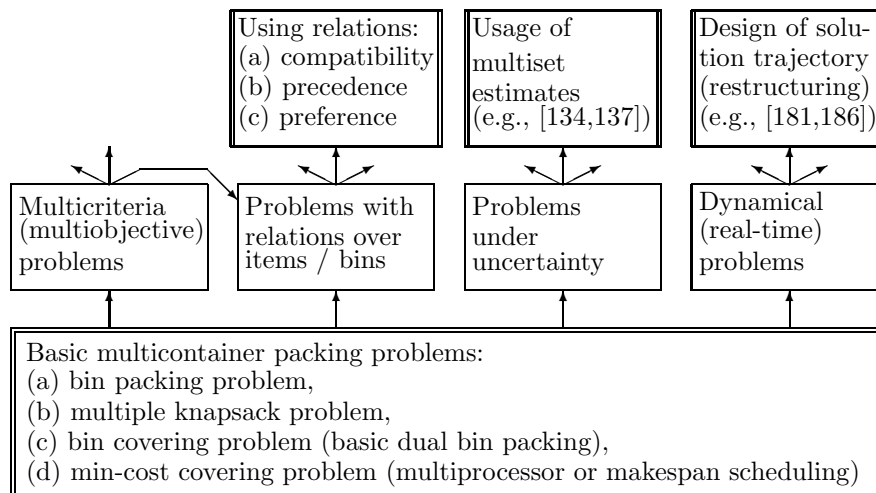 Using relations:
(a) compatibility
(b) precedence
(c) preference
Usage of
multiset
estimates
(e.g., [134,137])
Design of solu-
tion trajectory
(restructuring)
(e.g., [181,186])
Multicriteria
(multiobjective)
problems
Problems with
relations over
items / bins
Problems
under
uncertainty
Dynamical
(real-time)
problems
Basic multicontainer packing problems:
(a) bin packing problem,
(b) multiple knapsack problem,
(c) bin covering problem (basic dual bin packing),
(d) min-cost covering problem (multiprocessor or makespan scheduling)